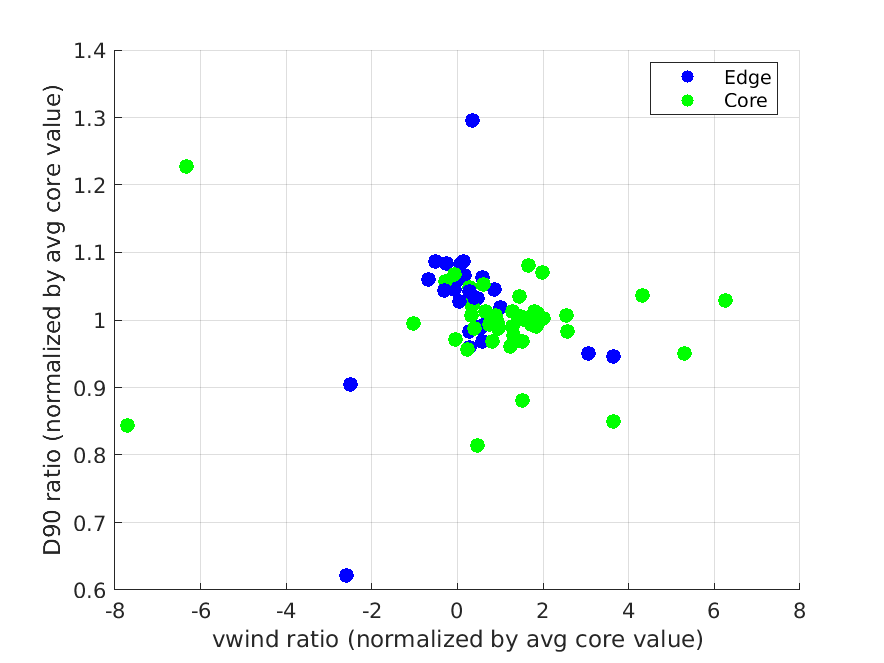 1.4
1.3
1.2
1.1
1
0.9
0.8
0.7
0.6
D90 ratio (normalized by avg core value)
Edge
Core
-8 -6 -4 -2 0 2 4 6 8
vwind ratio (normalized by avg core value)